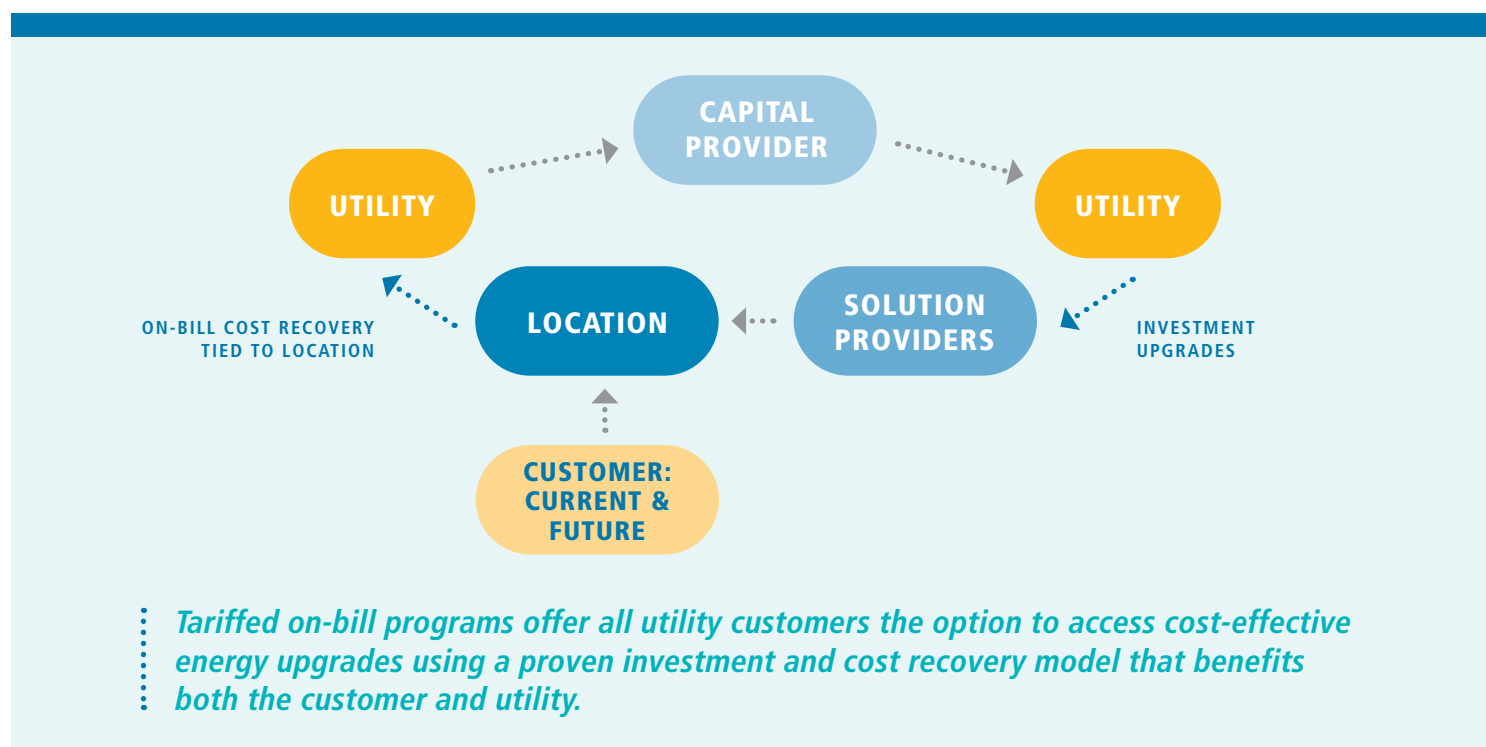 CAPITAL
PROVIDER
UTILITY
UTILITY
LOCATION
SOLUTION
PROVIDERS
ON-BILL COST RECOVERY
TIED TO LOCATION
INVESTMENT
UPGRADES
CUSTOMER:
CURRENT &
FUTURE
Tariffed on-bill programs offer all utility customers the option to access cost-effective
energy upgrades using a proven investment and cost recovery model that benefits
both the customer and utility.